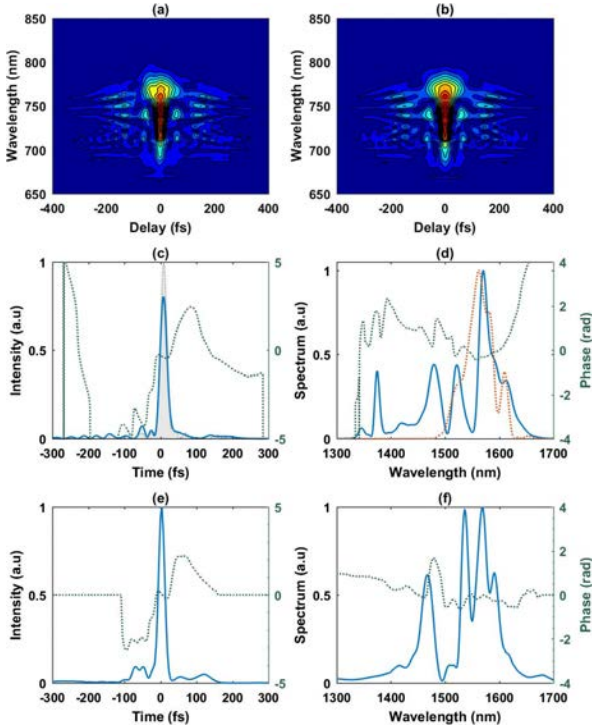 (a) (b)
850 850
800 800
750 750
700 700
650 650
Wavelength (nm) Wavelength (nm)
-400 -200 0 200 400 -400 -200 0 200 400
Delay (fs) Delay (fs)
(c) (d)
1 5 1 4
2
0.5 0 0.5 0
-2
0 -5 0 -4
Intensity (a.u) Spectrum (a.u) Phase (rad)
-300 -200 -100 0 100 200 300 1300 1400 1500 1600 1700
Time (fs) Wavelength (nm)
(e) (f)
1 5 1 4
2
0.5 0 0.5 0
-2
0 -5 0 -4
Intensity (a.u) Spectrum (a.u) Phase (rad)
-300 -200 -100 0 100 200 300 1300 1400 1500 1600 1700
Time (fs) Wavelength (nm)